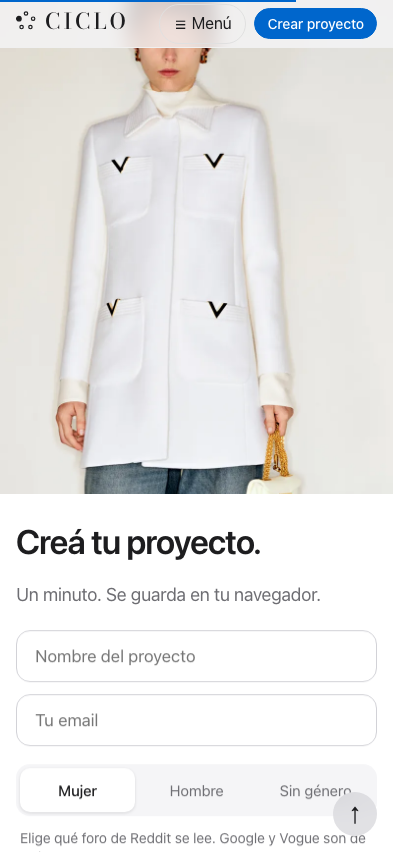 CICLO
Menú
Crear proyecto
Creá tu proyecto.
Un minuto. Se guarda en tu navegador.
Nombre del proyecto
Tu email
Mujer
Hombre
Sin género
Elige qué foro de Reddit se lee. Google y Vogue son de